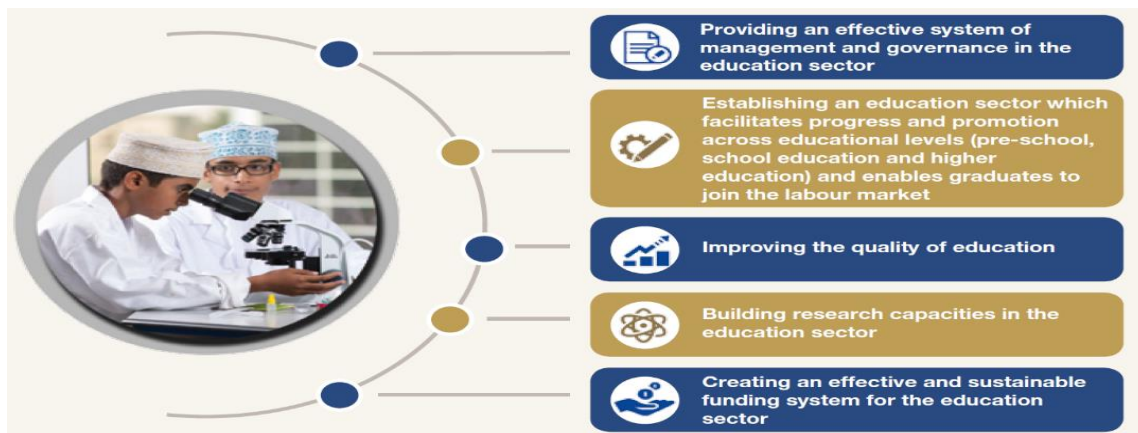 Providing an effective system of
management and governance in the
education sector
Establishing an education sector which
facilitates progress and promotion
across educational levels (pre-school,
school education and higher
education) and enables graduates to
join the labour market
Improving the quality of education
Building research capacities in the
education sector
Creating an effective and sustainable
funding system for the education
sector